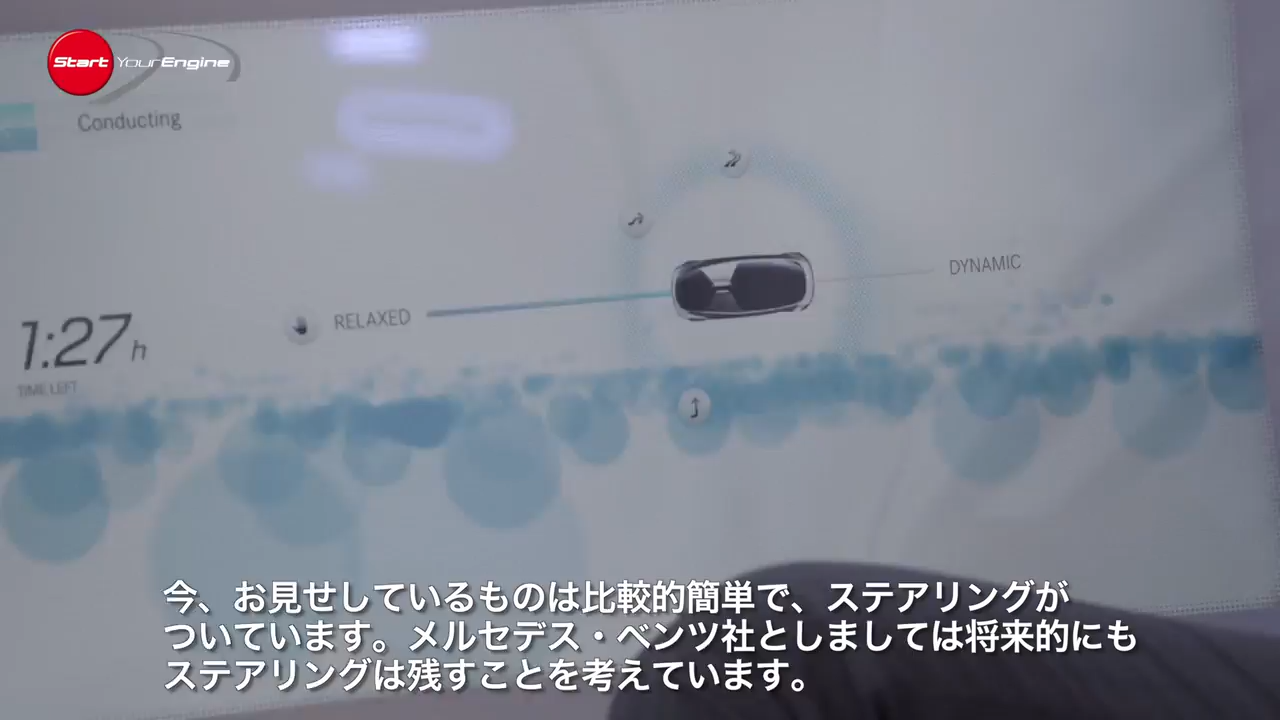 Start YourEngine
Conducting
DYNAMIC
RELAXED
1:27h
TIME LEFT
今、お見せしているものは比較的簡単で、ステアリングが
ついています。メルセデス・ベンツ社としましては将来的にも
ステアリングは残すことを考えています。